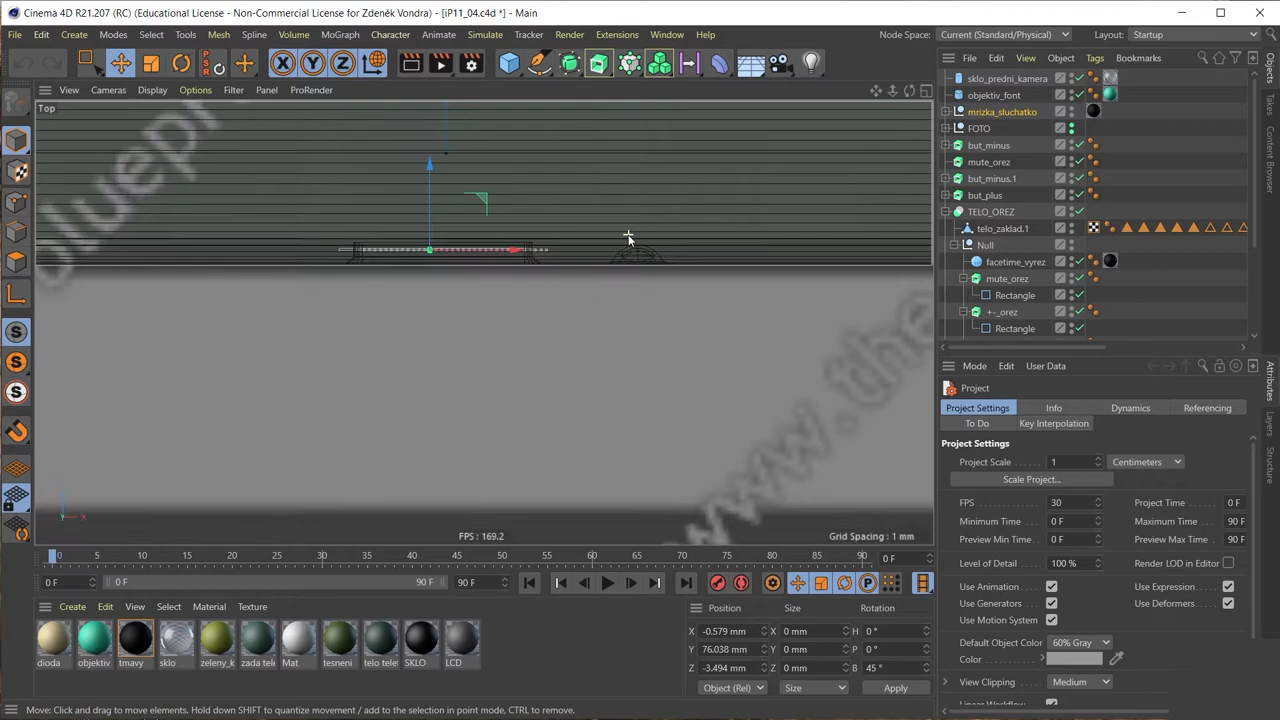 Cinema 4D R21.207 (RC) (Educational License - Non-Commercial License for Zdeněk Vondra) - [iP11_04.c4d *] - Main
File Edit Create Modes Select Tools Mesh Spline Volume MoGraph Character Animate Simulate Tracker Render Extensions Window Help Node Space: Current (Standard/Physical) Layout: Startup
X Y Z PSR
File Edit View Object Tags Bookmarks
View Cameras Display Options Filter Panel ProRender
Top
sklo_predni_kamera
objektiv_font
mrizka_sluchatko
FOTO
but_minus
mute_orez
but_minus.1
but_plus
TELO_OREZ
telo_zaklad.1
Null
facetime_vyrez
mute_orez
Rectangle
+-_orez
Rectangle
Objects
Takes
Content Browser
Attributes
Layers
Structure
Mode Edit User Data
Project
Project Settings Info Dynamics Referencing
To Do Key Interpolation
Project Settings
Project Scale 1 Centimeters
Scale Project...
FPS 30 Project Time 0 F
Minimum Time 0 F Maximum Time 90 F
Preview Min Time 0 F Preview Max Time 90 F
Level of Detail 100 % Render LOD in Editor
Use Animation Use Expression
Use Generators Use Deformers
Use Motion System
Default Object Color 60% Gray
Color
View Clipping Medium
www.the
FPS : 169.2 Grid Spacing : 1 mm
0 5 10 15 20 25 30 35 40 45 50 55 60 65 70 75 80 85 90 0 F
0 F 0 F 90 F 90 F
Create Edit View Select Material Texture
dioda objektiv tmavy sklo zeleny_k zada tele Mat tesneni telo tele SKLO LCD
Position Size Rotation
X -0.579 mm X 0 mm H 0 °
Y 76.038 mm Y 0 mm P 0 °
Z -3.494 mm Z 0 mm B 45 °
Object (Rel) Size Apply
Move: Click and drag to move elements. Hold down SHIFT to quantize movement / add to the selection in point mode, CTRL to remove.